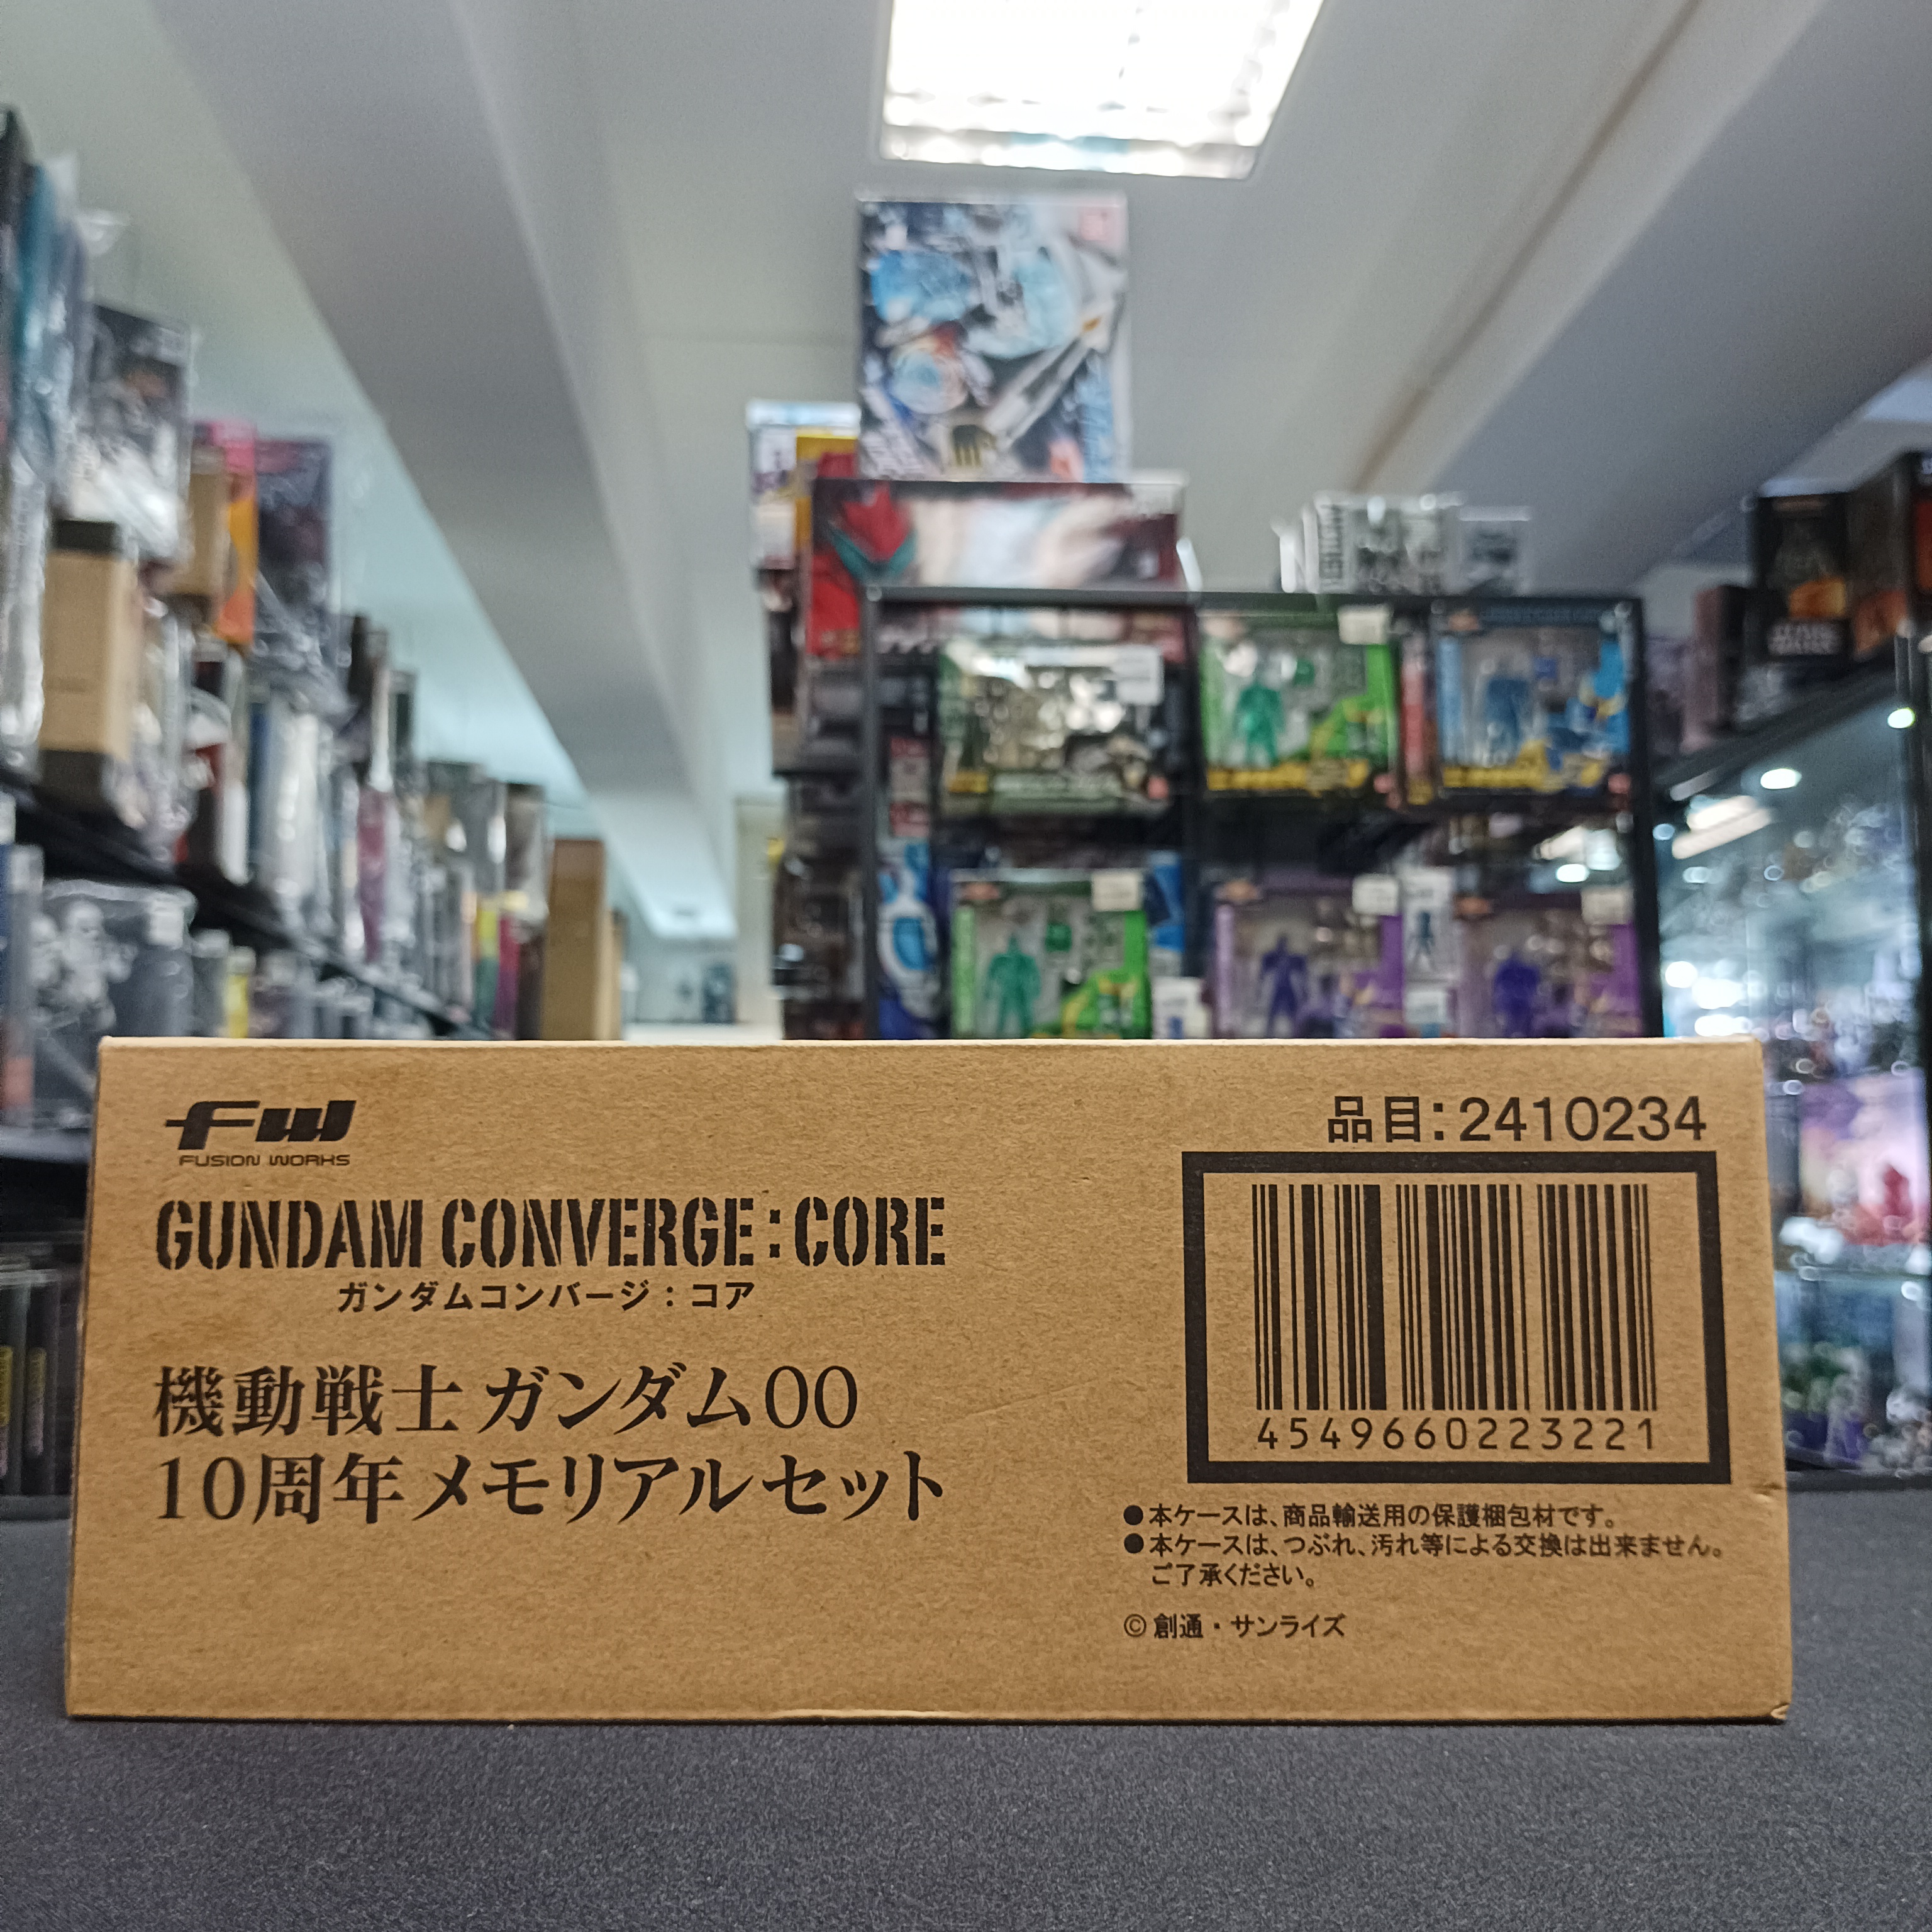 FW
FUSION WORKS
GUNDAM CONVERGE:CORE
ガンダムコンバージ:コア
機動戦士ガンダム00
10周年メモリアルセット
品目:2410234
4549660223221
●本ケースは、商品輸送用の保護梱包材です。
●本ケースは、つぶれ、汚れ等による交換は出来ません。
ご了承ください。
©創通・サンライズ